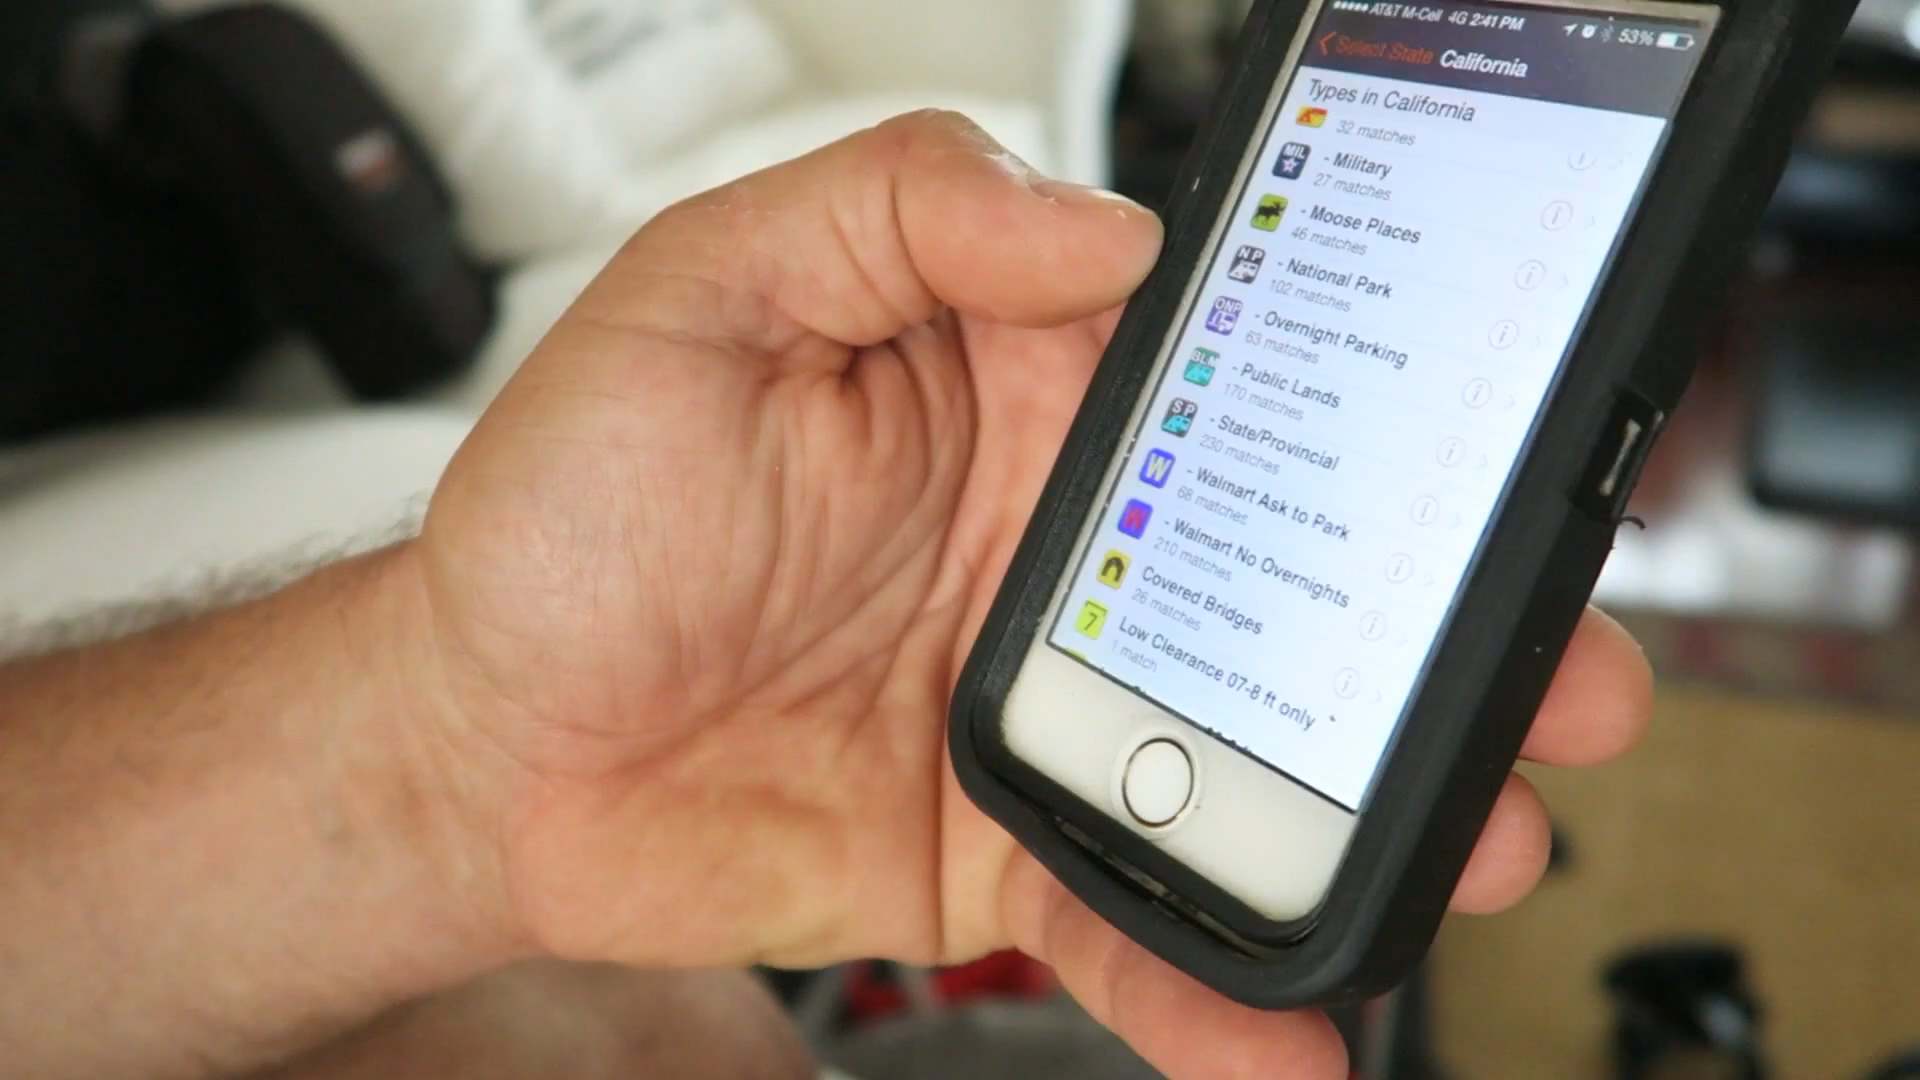 AT&T M-Cell 4G 2:41 PM 53%
Select State California
Types in California
32 matches
MIL - Military
27 matches
- Moose Places
46 matches
NP - National Park
102 matches
ONP - Overnight Parking
63 matches
BLM - Public Lands
170 matches
SP - State/Provincial
230 matches
W - Walmart Ask to Park
68 matches
W - Walmart No Overnights
210 matches
Covered Bridges
26 matches
7 Low Clearance 07-8 ft only
1 match